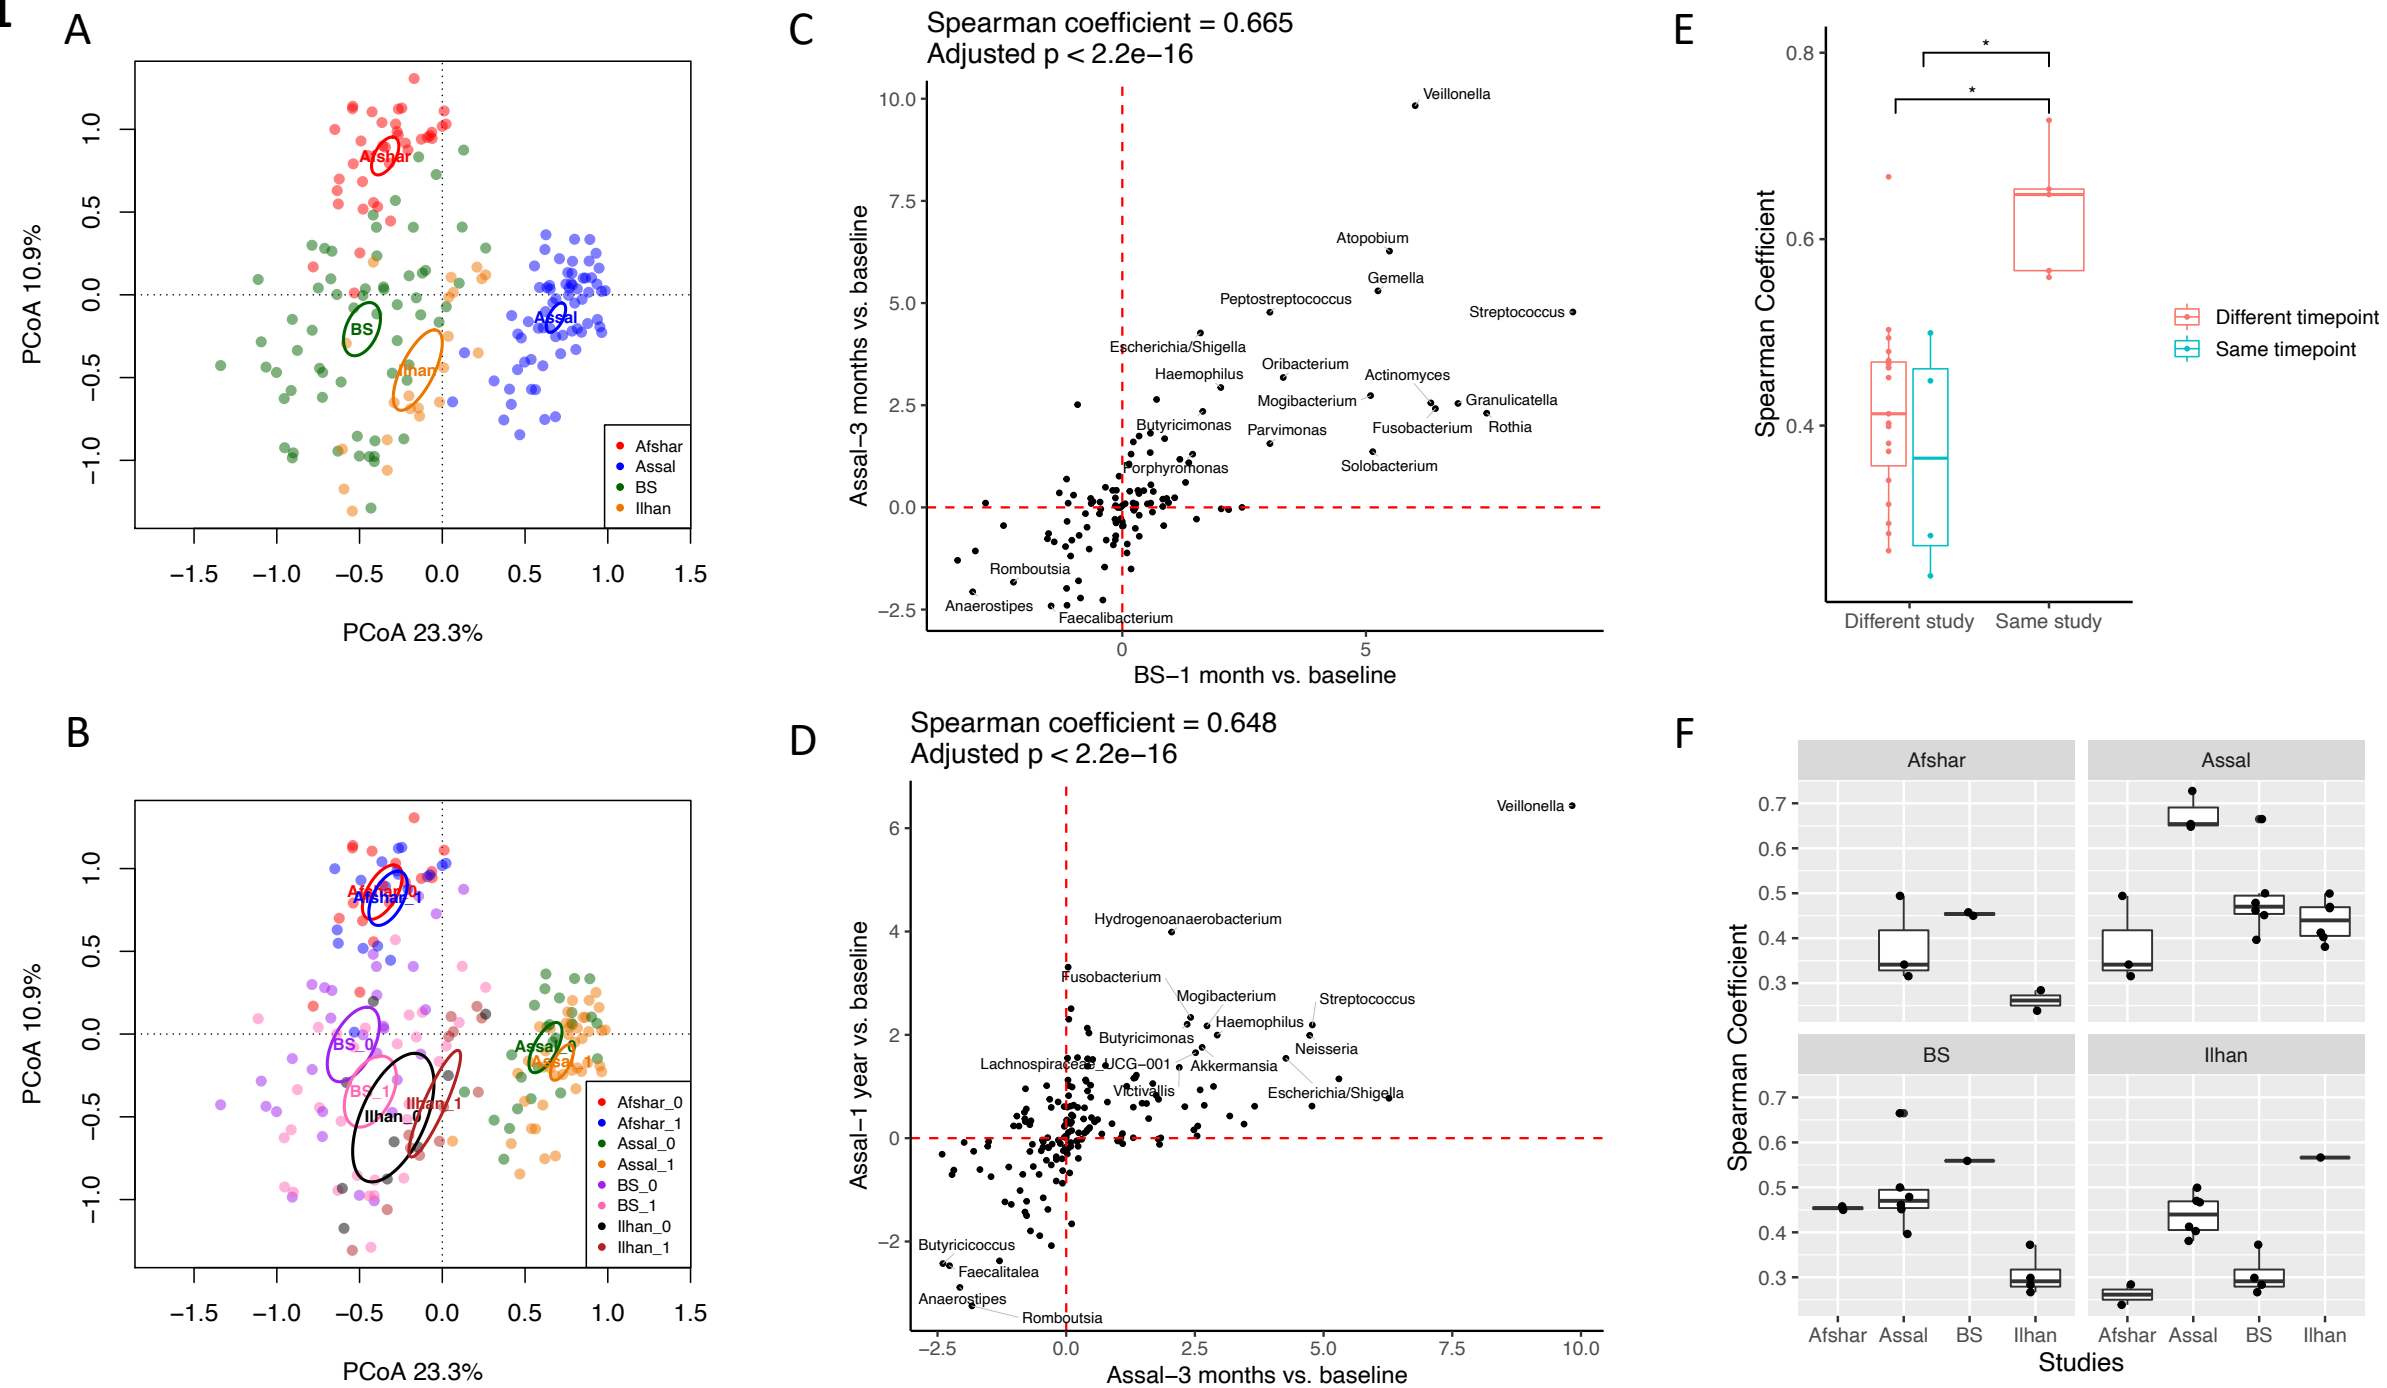 A
1.0
0.5
0.0
−0.5
−1.0
PCoA 10.9%
Afshar
BS
Ilhan
Assal
Afshar
Assal
BS
Ilhan
−1.5 −1.0 −0.5 0.0 0.5 1.0 1.5
PCoA 23.3%
B
1.0
0.5
0.0
−0.5
−1.0
PCoA 10.9%
Afshar_0
Afshar_1
BS_0
BS_1
Ilhan_0
Ilhan_1
Assal_0
Assal_1
Afshar_0
Afshar_1
Assal_0
Assal_1
BS_0
BS_1
Ilhan_0
Ilhan_1
−1.5 −1.0 −0.5 0.0 0.5 1.0 1.5
PCoA 23.3%
C
Spearman coefficient = 0.665
Adjusted p < 2.2e−16
10.0
7.5
5.0
2.5
0.0
−2.5
Assal−3 months vs. baseline
Veillonella
Atopobium
Gemella
Peptostreptococcus
Streptococcus
Escherichia/Shigella
Oribacterium
Haemophilus
Actinomyces
Mogibacterium
Granulicatella
Butyricimonas
Parvimonas
Fusobacterium
Rothia
Porphyromonas
Solobacterium
Romboutsia
Anaerostipes
Faecalibacterium
0 5
BS−1 month vs. baseline
D
Spearman coefficient = 0.648
Adjusted p < 2.2e−16
6
4
2
0
−2
Assal−1 year vs. baseline
Veillonella
Hydrogenoanaerobacterium
Fusobacterium
Mogibacterium
Streptococcus
Butyricimonas
Haemophilus
Neisseria
Lachnospiraceae_UCG−001
Akkermansia
Victivallis
Escherichia/Shigella
Butyricicoccus
Faecalitalea
Anaerostipes
Romboutsia
−2.5 0.0 2.5 5.0 7.5 10.0
Assal−3 months vs. baseline
E
0.8
0.6
0.4
Spearman Coefficient
*
*
Different study Same study
Different timepoint
Same timepoint
F
Afshar Assal
0.7
0.6
0.5
0.4
0.3
BS Ilhan
0.7
0.6
0.5
0.4
0.3
Spearman Coefficient
Afshar Assal BS Ilhan Afshar Assal BS Ilhan
Studies